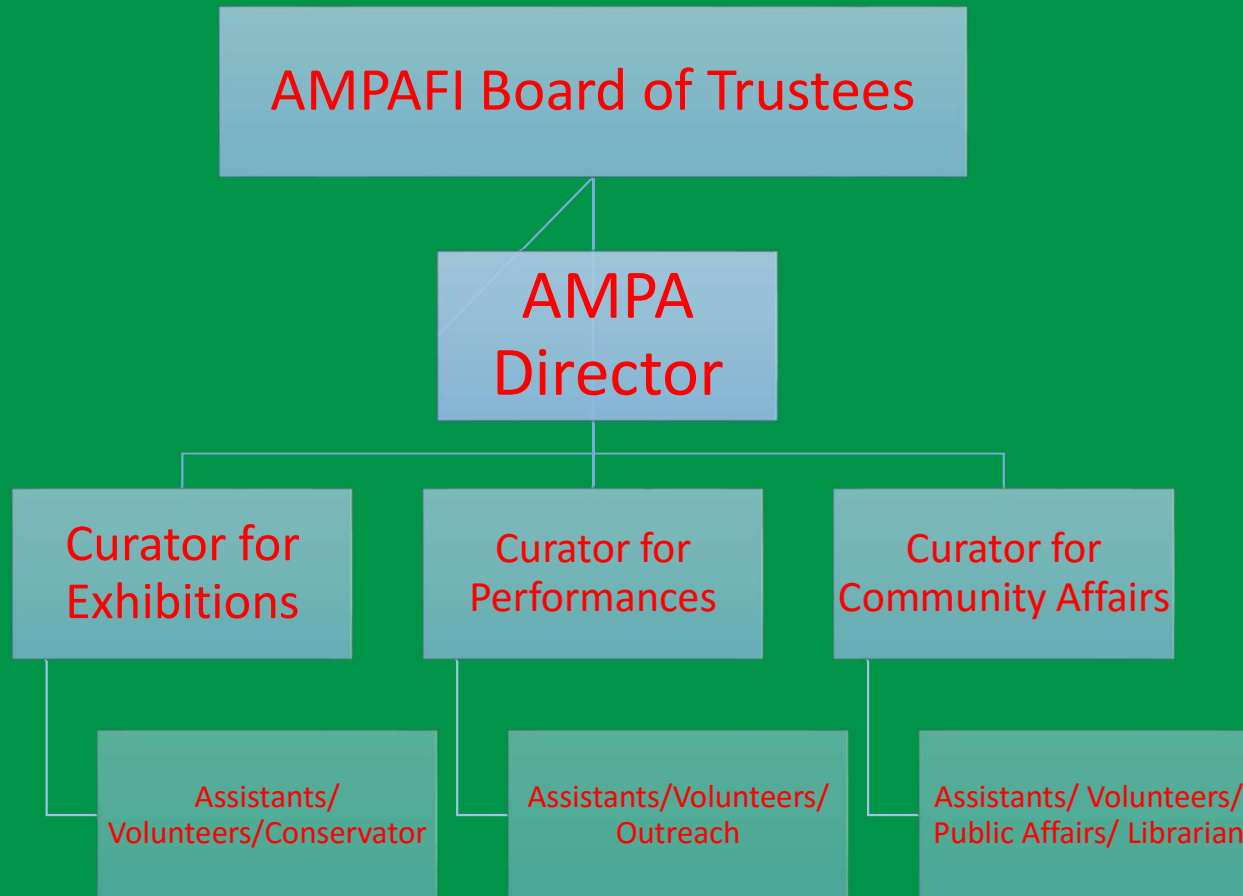 AMPAFI Board of Trustees
AMPA
Director
Curator for
Exhibitions
Curator for
Performances
Curator for
Community Affairs
Assistants/
Volunteers/Conservator
Assistants/Volunteers/
Outreach
Assistants/ Volunteers/
Public Affairs/ Librarian